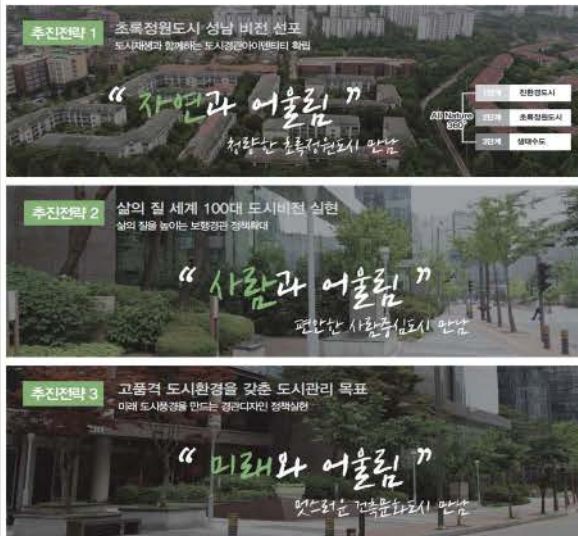 추진전략 1
초록정원도시 성남 비전 선포
도시재생과 함께하는 도시경관아이덴티티 확립
“ 자연과 어울림 ”
청량한 초록정원도시 만남
All Nature 360°
1단계 친환경도시
2단계 초록정원도시
3단계 생태수도
추진전략 2
삶의 질 세계 100대 도시비전 실현
삶의 질을 높이는 보행경관 정책확대
“ 사람과 어울림 ”
편안한 사람중심도시 만남
추진전략 3
고품격 도시환경을 갖춘 도시관리 목표
미래 도시풍경을 만드는 경관디자인 정책실현
“ 미래와 어울림 ”
멋스러운 건축문화도시 만남